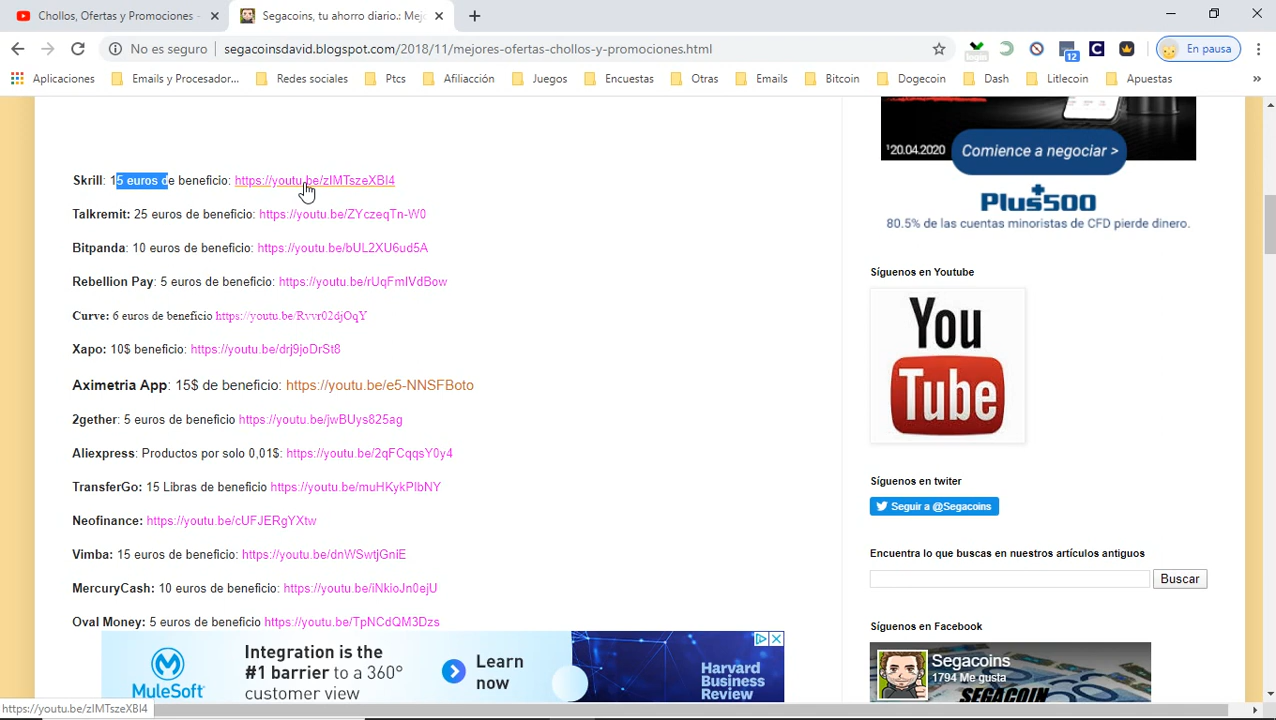 Chollos, Ofertas y Promociones -
Segacoins, tu ahorro diario.: Mej
No es seguro
segacoinsdavid.blogspot.com/2018/11/mejores-ofertas-chollos-y-promociones.html
12
En pausa
Aplicaciones
Emails y Procesador...
Redes sociales
Ptcs
Afiliacción
Juegos
Encuestas
Otros
Emails
Bitcoin
Dogecoin
Dash
Litlecoin
Apuestas
»
Skrill: 15 euros de beneficio: https://youtu.be/zIMTszeXBI4
Talkremit: 25 euros de beneficio: https://youtu.be/ZYczeqTn-W0
Bitpanda: 10 euros de beneficio: https://youtu.be/bUL2XU6ud5A
Rebellion Pay: 5 euros de beneficio: https://youtu.be/rUqFmIVdBow
Curve: 6 euros de beneficio https://youtu.be/Rvvr02djOqY
Xapo: 10$ beneficio: https://youtu.be/drj9joDrSt8
Aximetria App: 15$ de beneficio: https://youtu.be/e5-NNSFBoto
2gether: 5 euros de beneficio https://youtu.be/jwBUys825ag
Aliexpress: Productos por solo 0,01$: https://youtu.be/2qFCqqsY0y4
TransferGo: 15 Libras de beneficio https://youtu.be/muHKykPIbNY
Neofinance: https://youtu.be/cUFJERgYXtw
Vimba: 15 euros de beneficio: https://youtu.be/dnWSwtjGniE
MercuryCash: 10 euros de beneficio: https://youtu.be/iNkioJn0ejU
Oval Money: 5 euros de beneficio https://youtu.be/TpNCdQM3Dzs
MuleSoft
Integration is the
#1 barrier to a 360°
customer view
Learn
now
Harvard
Business
Review
¹20.04.2020
Comience a negociar >
Plus500
80.5% de las cuentas minoristas de CFD pierde dinero.
Síguenos en Youtube
You
Tube
Síguenos en twiter
Seguir a @Segacoins
Encuentra lo que buscas en nuestros artículos antiguos
Buscar
Síguenos en Facebook
Segacoins
1794 Me gusta
SEGACOIN
https://youtu.be/zIMTszeXBI4